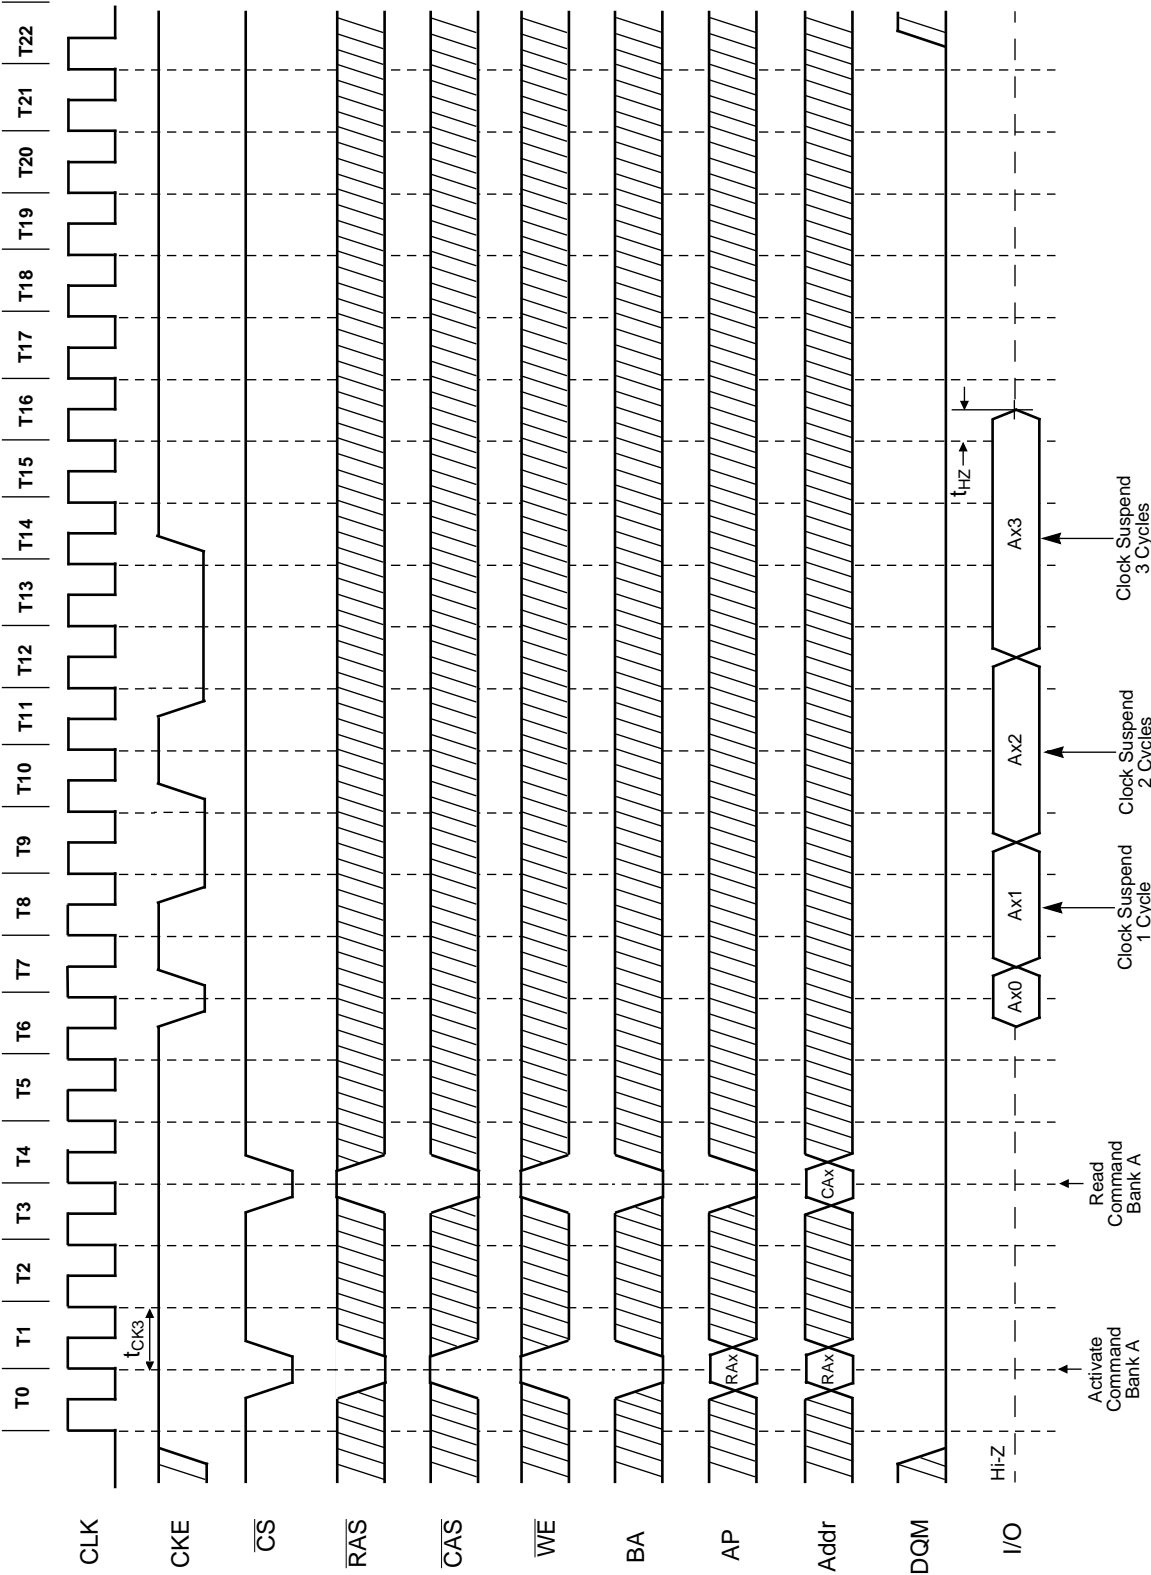 T0 T1 T2 T3 T4 T5 T6 T7 T8 T9 T10 T11 T12 T13 T14 T15 T16 T17 T18 T19 T20 T21 T22
CLK
tCK3
CKE
CS
RAS
CAS
WE
BA
AP
RAx
Addr
RAx CAx
DQM
tHZ
I/O
Hi-Z
Ax0 Ax1 Ax2 Ax3
Activate
Command
Bank A
Read
Command
Bank A
Clock Suspend
1 Cycle
Clock Suspend
2 Cycles
Clock Suspend
3 Cycles